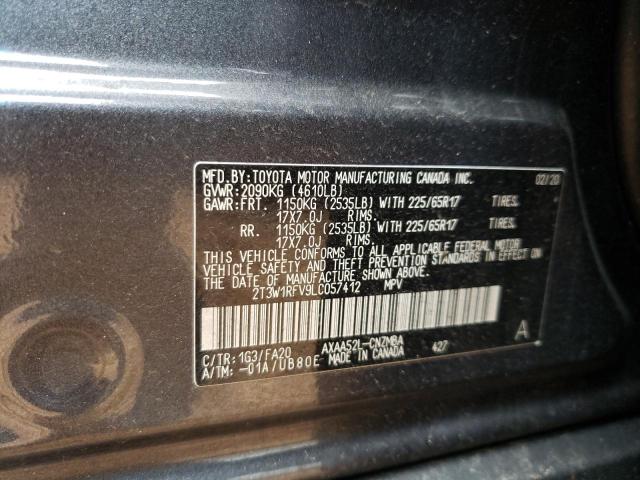 MFD.BY:TOYOTA MOTOR MANUFACTURING CANADA INC. 02/20
GVWR:2090KG (4610LB)
GAWR:FRT. 1150KG (2535LB) WITH 225/65R17 TIRES.
17X7.0J RIMS.
RR. 1150KG (2535LB) WITH 225/65R17 TIRES.
17X7.0J RIMS.
THIS VEHICLE CONFORMS TO ALL APPLICABLE FEDERAL MOTOR
VEHICLE SAFETY AND THEFT PREVENTION STANDARDS IN EFFECT ON
THE DATE OF MANUFACTURE SHOWN ABOVE.
2T3W1RFV9LC057412 MPV
A
C/TR:1G3/FA20 AXAA52L-CNZMBA 427
A/TM:-01A/UB80E MADE IN CANADA